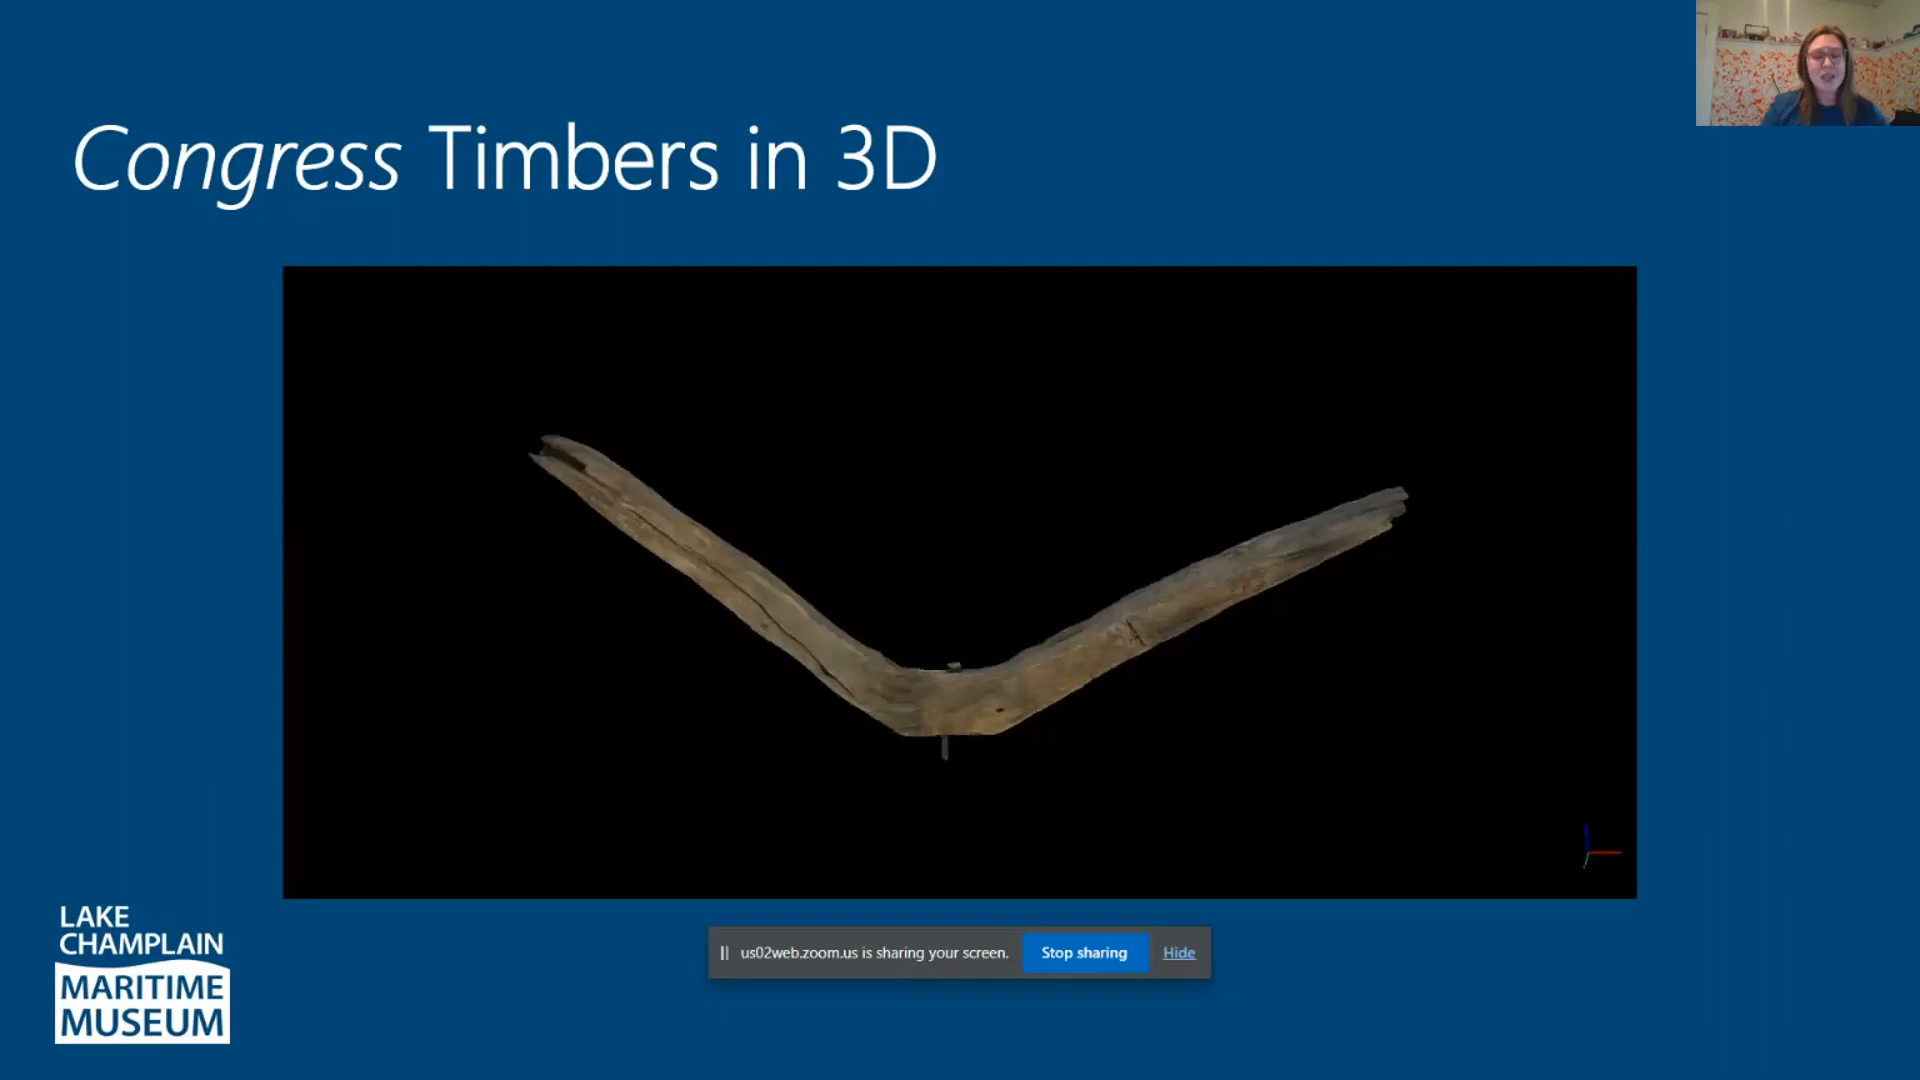 Congress Timbers in 3D
us02web.zoom.us is sharing your screen. Stop sharing Hide
LAKE
CHAMPLAIN
MARITIME
MUSEUM